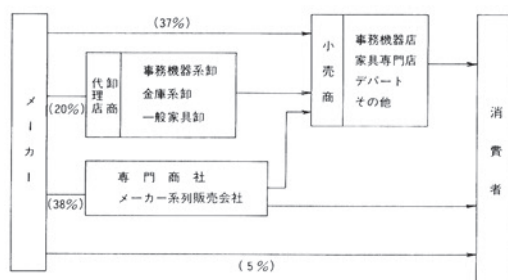 (37%)
メーカー
(20%)
代理店
卸商
事務機器系卸
金庫系卸
一般家具卸
小売商
事務機器店
家具専門店
デパート
その他
消費者
専門商社
メーカー系列販売会社
(38%)
(5%)